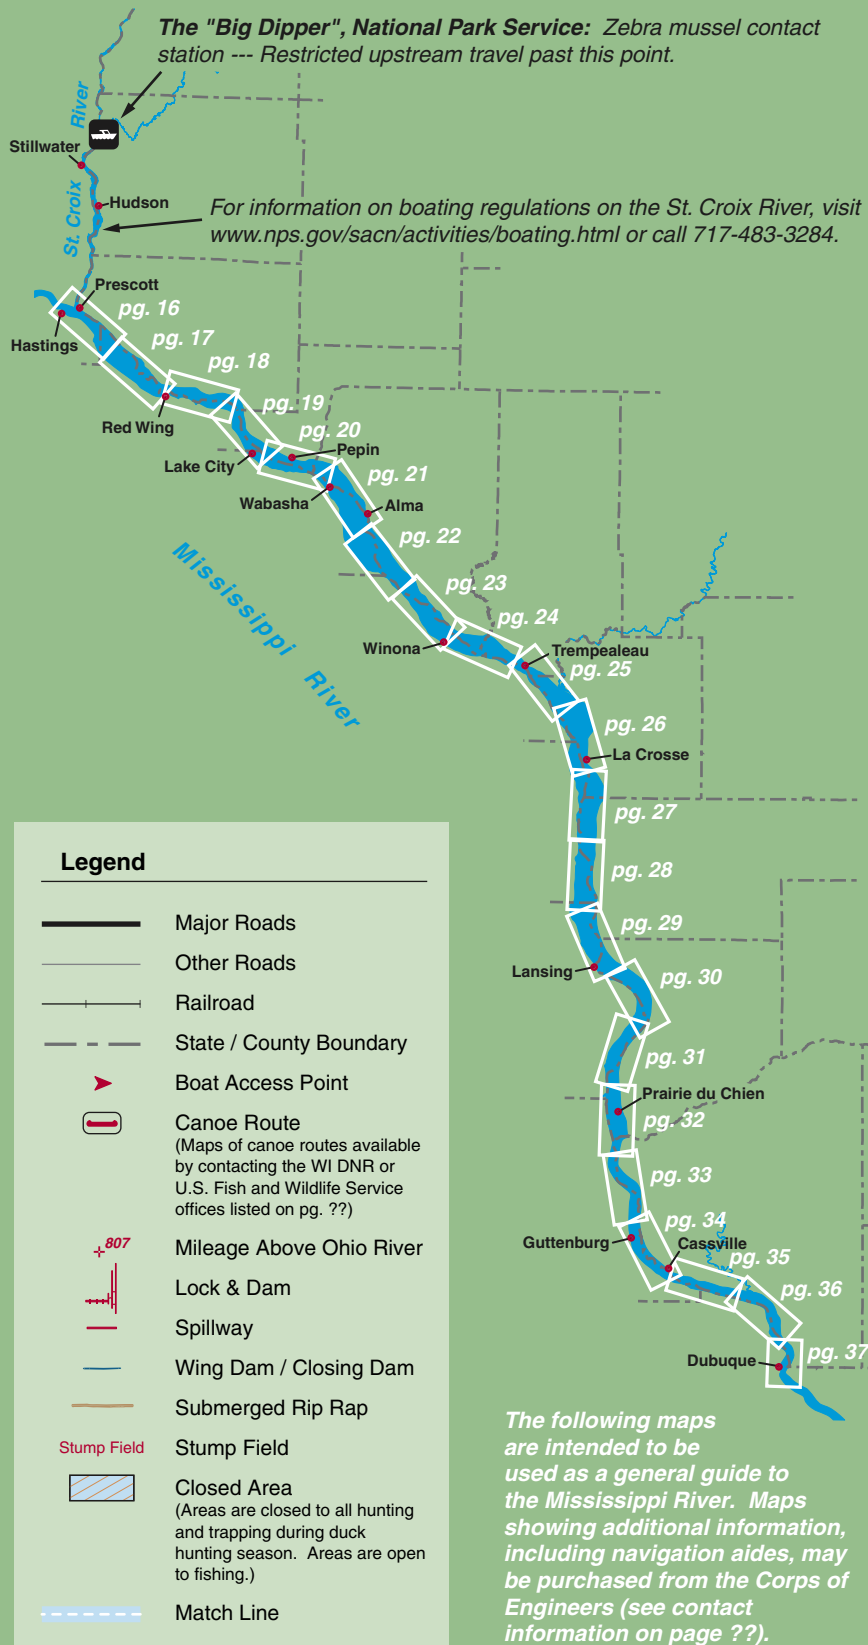 The "Big Dipper", National Park Service: Zebra mussel contact
station --- Restricted upstream travel past this point.
River
Stillwater
St. Croix
Hudson
For information on boating regulations on the St. Croix River, visit
www.nps.gov/sacn/activities/boating.html or call 717-483-3284.
Prescott
pg. 16
Hastings
pg. 17
pg. 18
Red Wing
pg. 19
pg. 20
Pepin
Lake City
pg. 21
Wabasha
Alma
pg. 22
Mississippi River
pg. 23
pg. 24
Winona
Trempealeau
pg. 25
pg. 26
La Crosse
pg. 27
pg. 28
pg. 29
Lansing
pg. 30
pg. 31
Prairie du Chien
pg. 32
pg. 33
pg. 34
Guttenburg
Cassville
pg. 35
pg. 36
pg. 37
Dubuque
Legend
Major Roads
Other Roads
Railroad
State / County Boundary
Boat Access Point
Canoe Route
(Maps of canoe routes available
by contacting the WI DNR or
U.S. Fish and Wildlife Service
offices listed on pg. ??)
807 Mileage Above Ohio River
Lock & Dam
Spillway
Wing Dam / Closing Dam
Submerged Rip Rap
Stump Field Stump Field
Closed Area
(Areas are closed to all hunting
and trapping during duck
hunting season. Areas are open
to fishing.)
Match Line
The following maps
are intended to be
used as a general guide to
the Mississippi River. Maps
showing additional information,
including navigation aides, may
be purchased from the Corps of
Engineers (see contact
information on page ??).